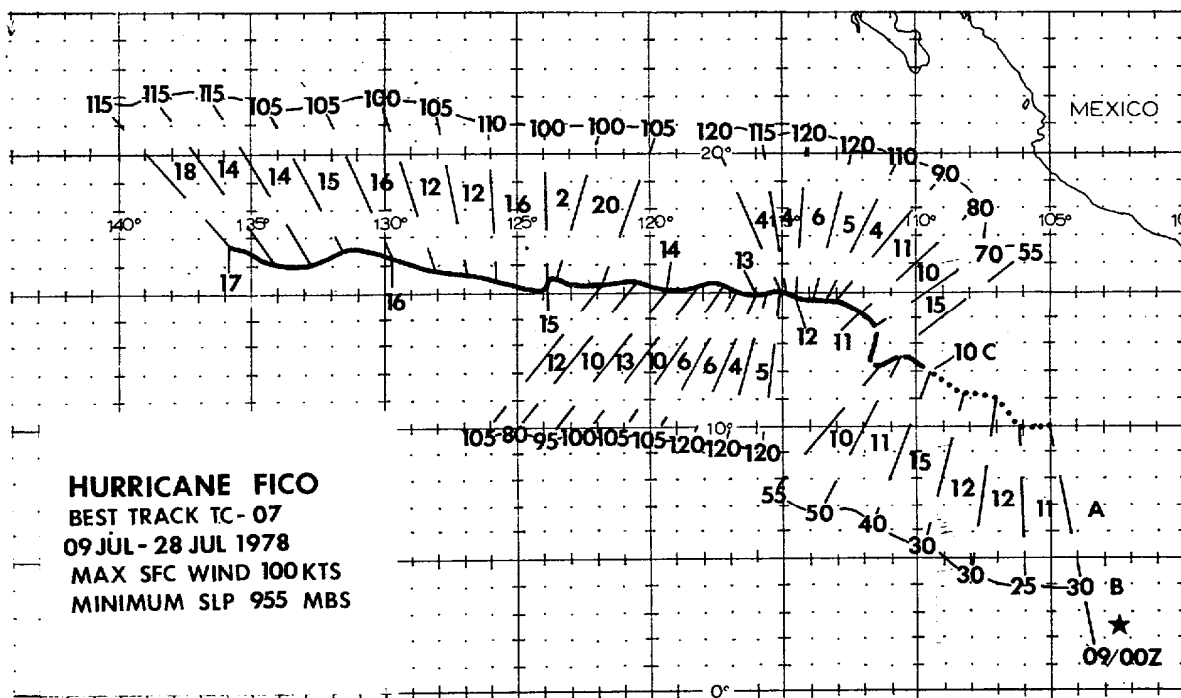 MEXICO
115-115-115-105-105-100-105-110-100-100-105
120-115-120-120-110-90-80-70-55
20°
18 14 14 15 16 12 12 16 2 20
4 4 6 5 4 11 10 15
140° 135° 130° 125° 120° 115° 110° 105°
17 16 15 14 13 12 11 10 C
12 10 13 10 6 6 4 5
105-80-95-100-105-105-120-120-120
10°
10 11 15 12 12 11 A
55-50-40-30-30-25-30 B
HURRICANE FICO
BEST TRACK TC-07
09 JUL-28 JUL 1978
MAX SFC WIND 100 KTS
MINIMUM SLP 955 MBS
★
09/00Z
0°